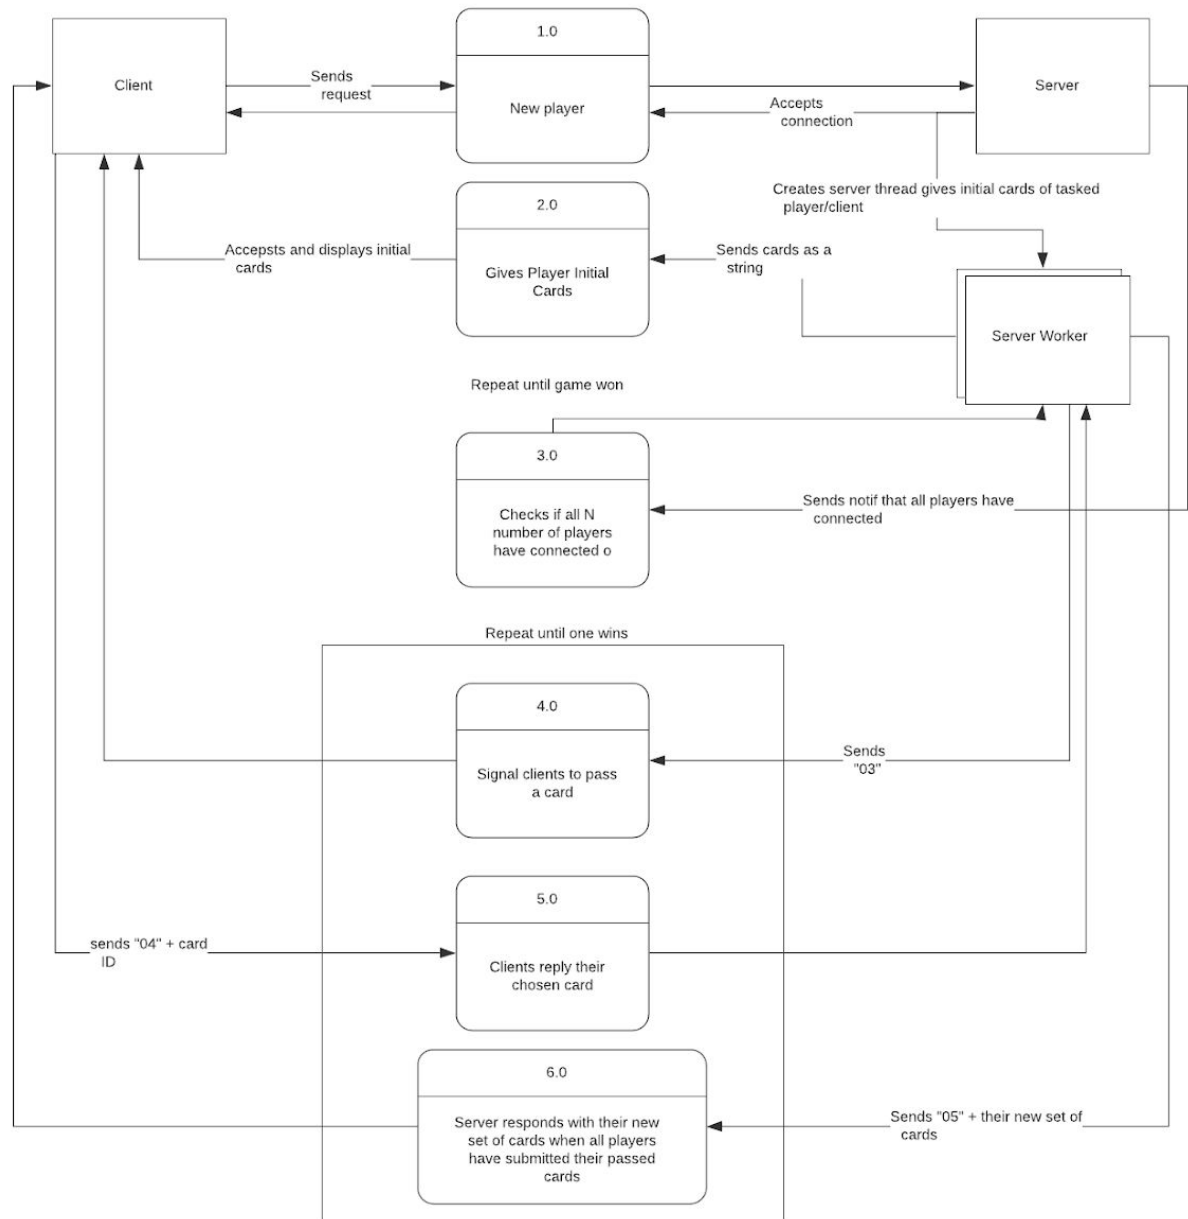 1.0
Client
Sends
request
New player
Server
Accepts
connection
Creates server thread gives initial cards of tasked
player/client
2.0
Accepsts and displays initial
cards
Gives Player Initial
Cards
Sends cards as a
string
Server Worker
Repeat until game won
3.0
Checks if all N
number of players
have connected o
Sends notif that all players have
connected
Repeat until one wins
4.0
Signal clients to pass
a card
Sends
"03"
5.0
sends "04" + card
ID
Clients reply their
chosen card
6.0
Server responds with their new
set of cards when all players
have submitted their passed
cards
Sends "05" + their new set of
cards